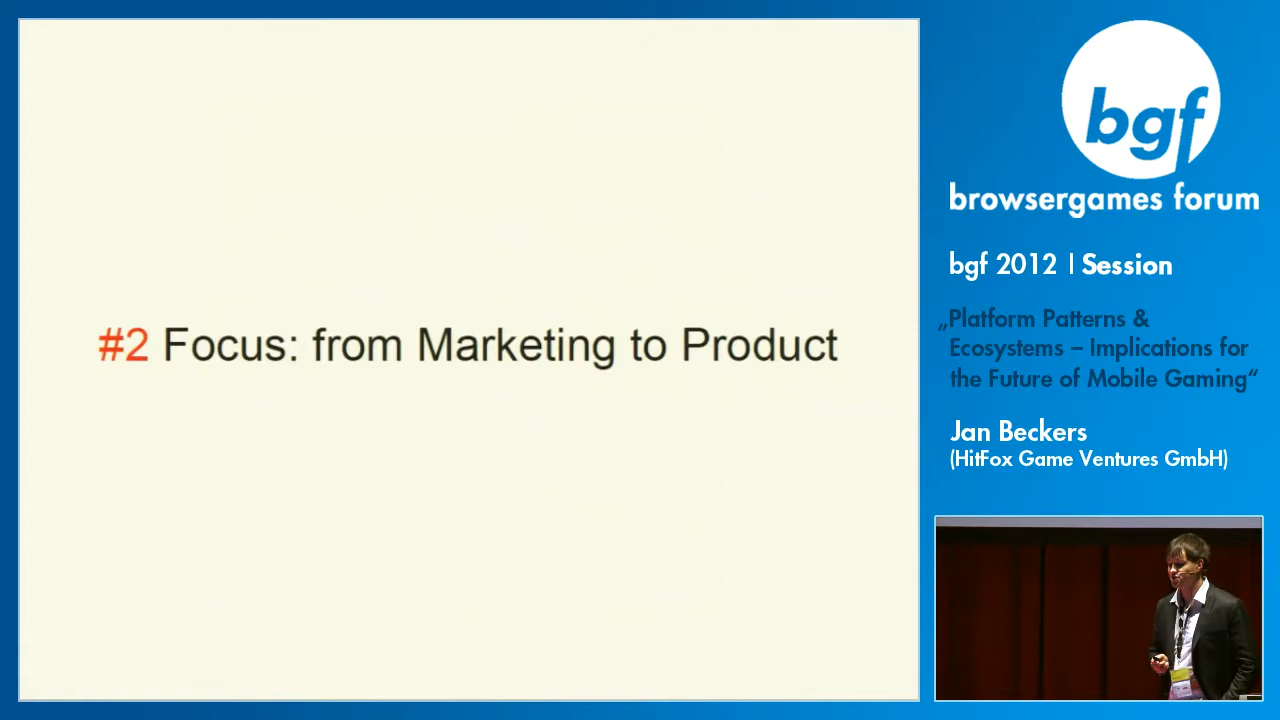 #2 Focus: from Marketing to Product
bgf
browsergames forum
bgf 2012 | Session
„Platform Patterns &
Ecosystems – Implications for
the Future of Mobile Gaming“
Jan Beckers
(HitFox Game Ventures GmbH)